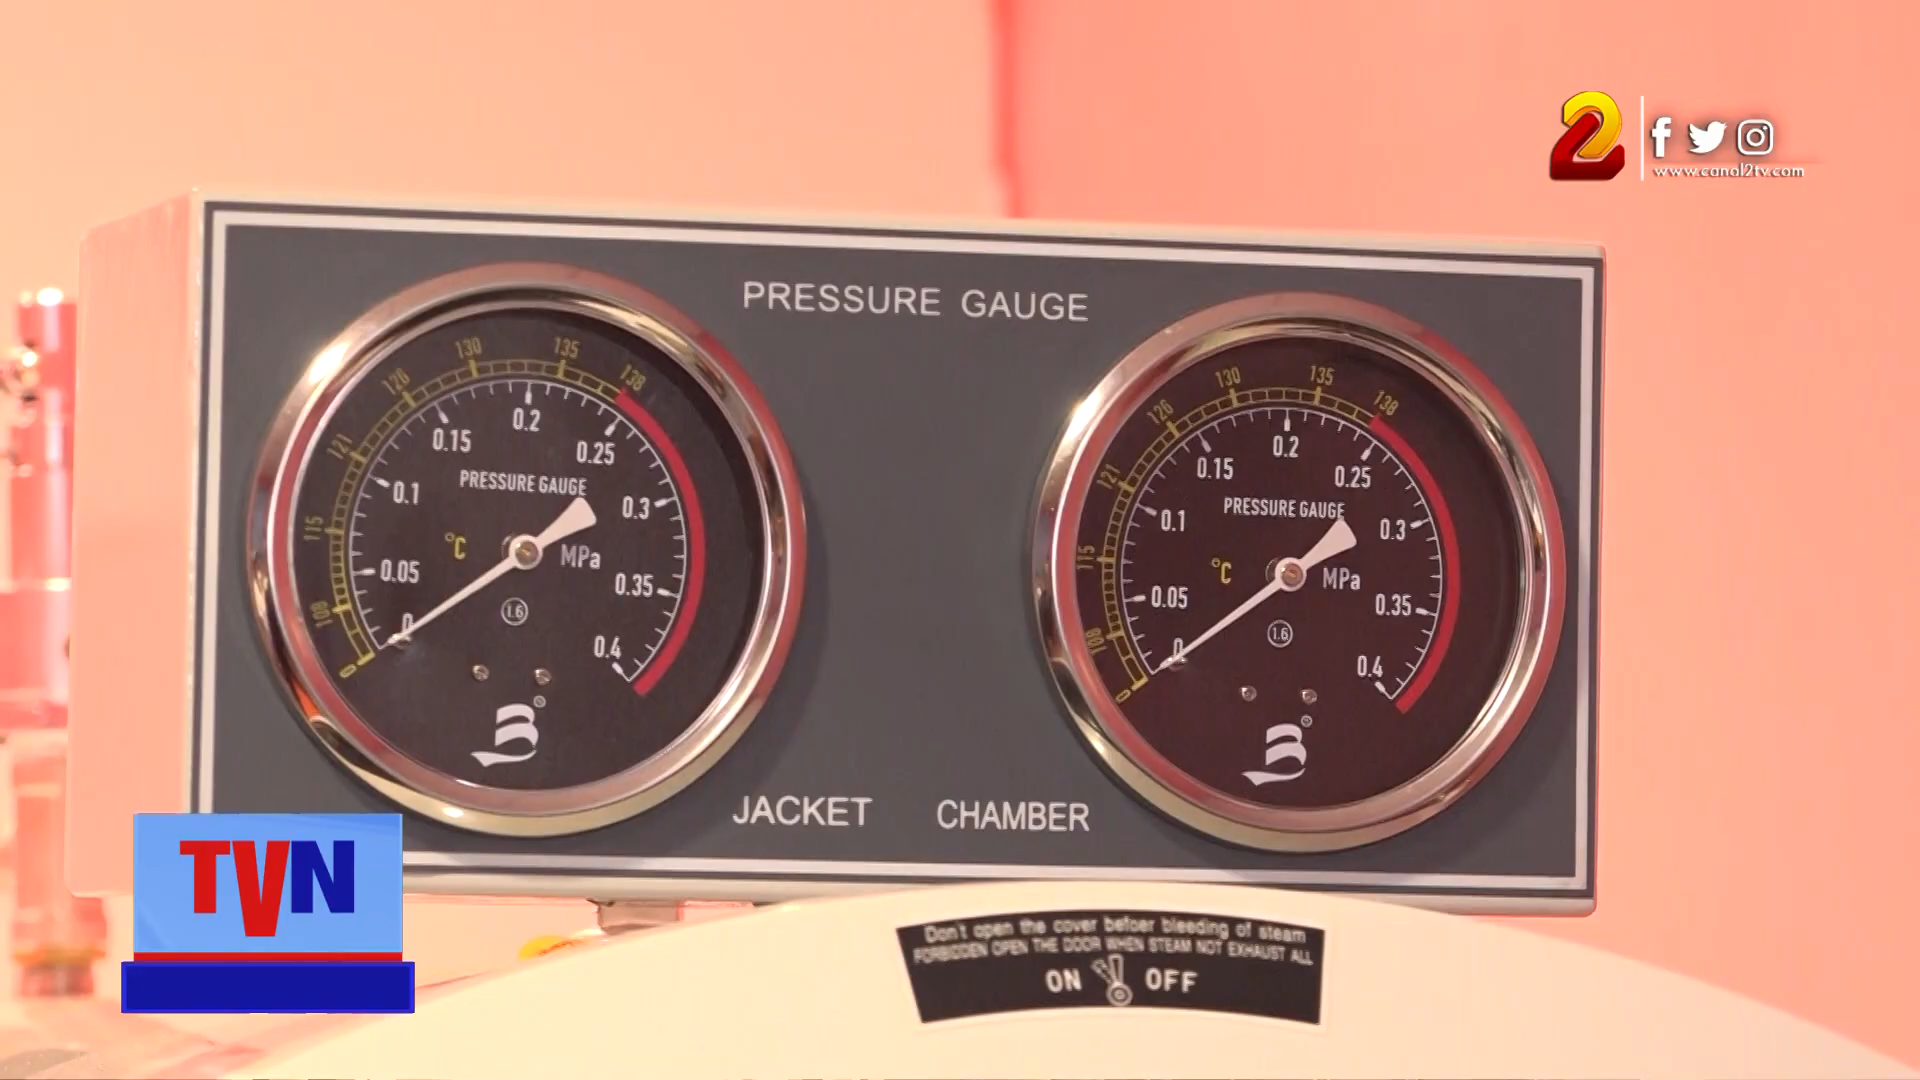 2
www.canal2tv.com
PRESSURE GAUGE
108 115 121 126 130 135 138
0 0.05 0.1 0.15 0.2 0.25 0.3 0.35 0.4
PRESSURE GAUGE
°C
MPa
1.6
B®
108 115 121 126 130 135 138
0 0.05 0.1 0.15 0.2 0.25 0.3 0.35 0.4
PRESSURE GAUGE
°C
MPa
1.6
B®
JACKET CHAMBER
TVN
Don't open the cover befoer bleeding of steam
FORBIDDEN OPEN THE DOOR WHEN STEAM NOT EXHAUST ALL
ON OFF